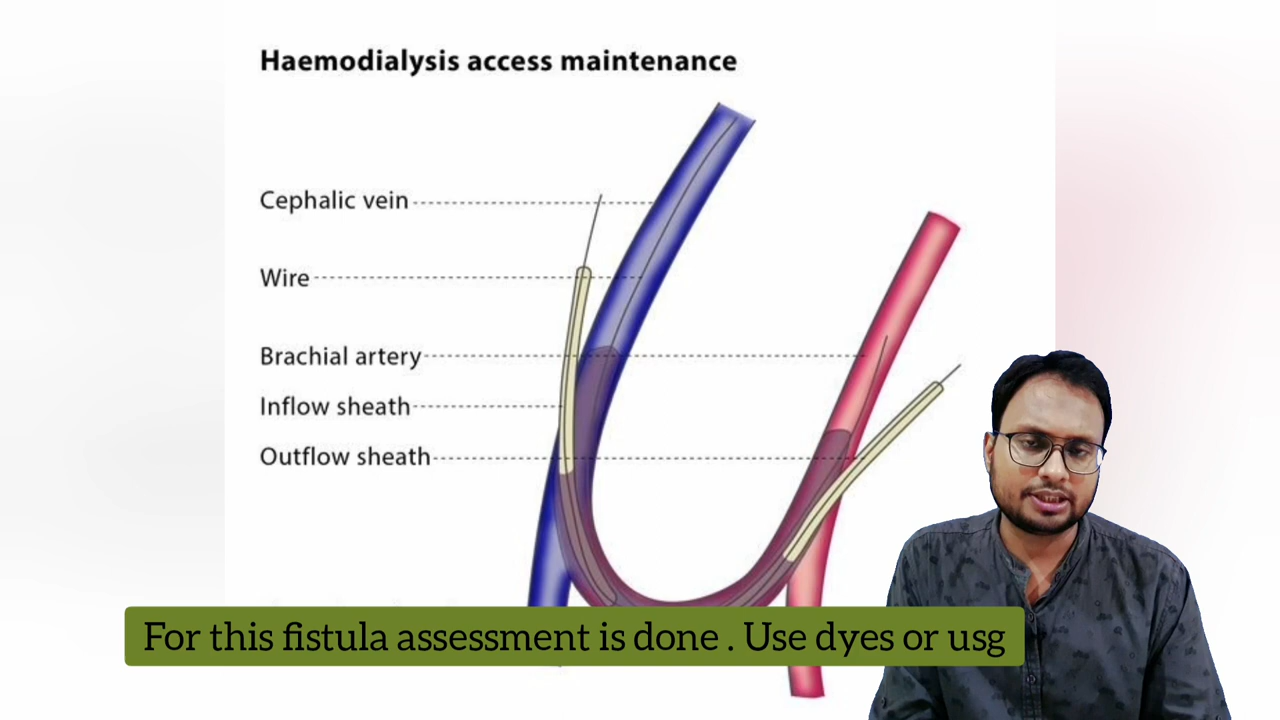 Haemodialysis access maintenance
Cephalic vein
Wire
Brachial artery
Inflow sheath
Outflow sheath
For this fistula assessment is done . Use dyes or usg